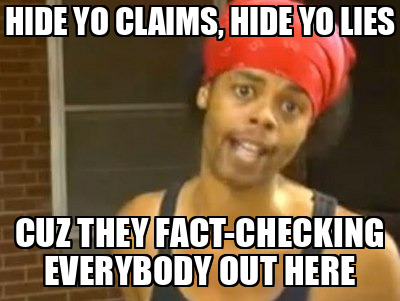 HIDE YO CLAIMS, HIDE YO LIES
CUZ THEY FACT-CHECKING
EVERYBODY OUT HERE